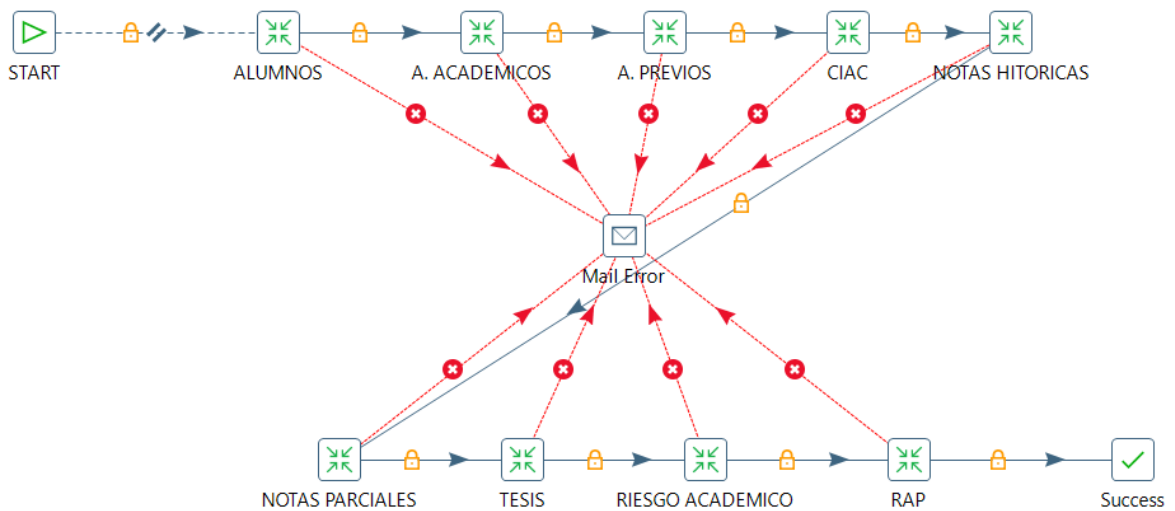 START
ALUMNOS
A. ACADEMICOS
A. PREVIOS
CIAC
NOTAS HITORICAS
Mail Error
NOTAS PARCIALES
TESIS
RIESGO ACADEMICO
RAP
Success